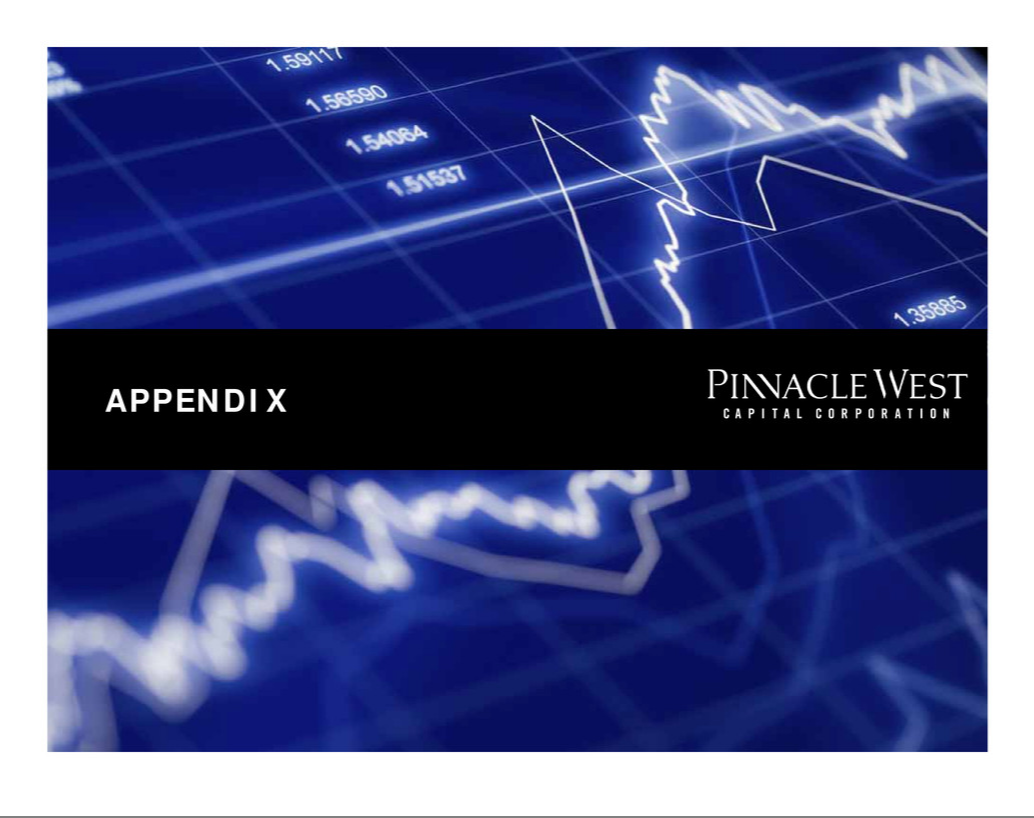 1.59117
1.56590
1.54064
1.51537
1.35885
APPENDIX
PINNACLE WEST
CAPITAL CORPORATION